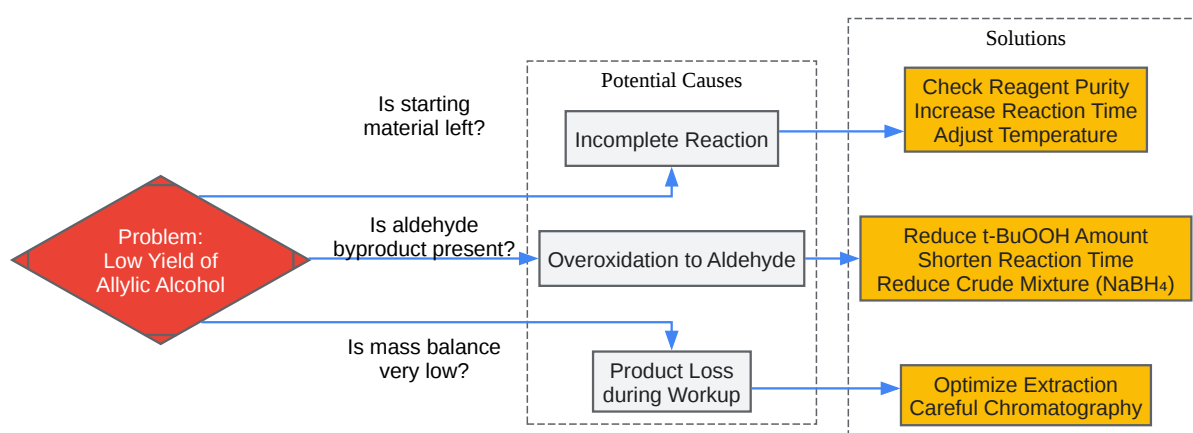 Solutions
Potential Causes
Is starting
material left?
Incomplete Reaction
Check Reagent Purity
Increase Reaction Time
Adjust Temperature
Problem:
Low Yield of
Allylic Alcohol
Is aldehyde
byproduct present?
Overoxidation to Aldehyde
Reduce t-BuOOH Amount
Shorten Reaction Time
Reduce Crude Mixture (NaBH₄)
Is mass balance
very low?
Product Loss
during Workup
Optimize Extraction
Careful Chromatography